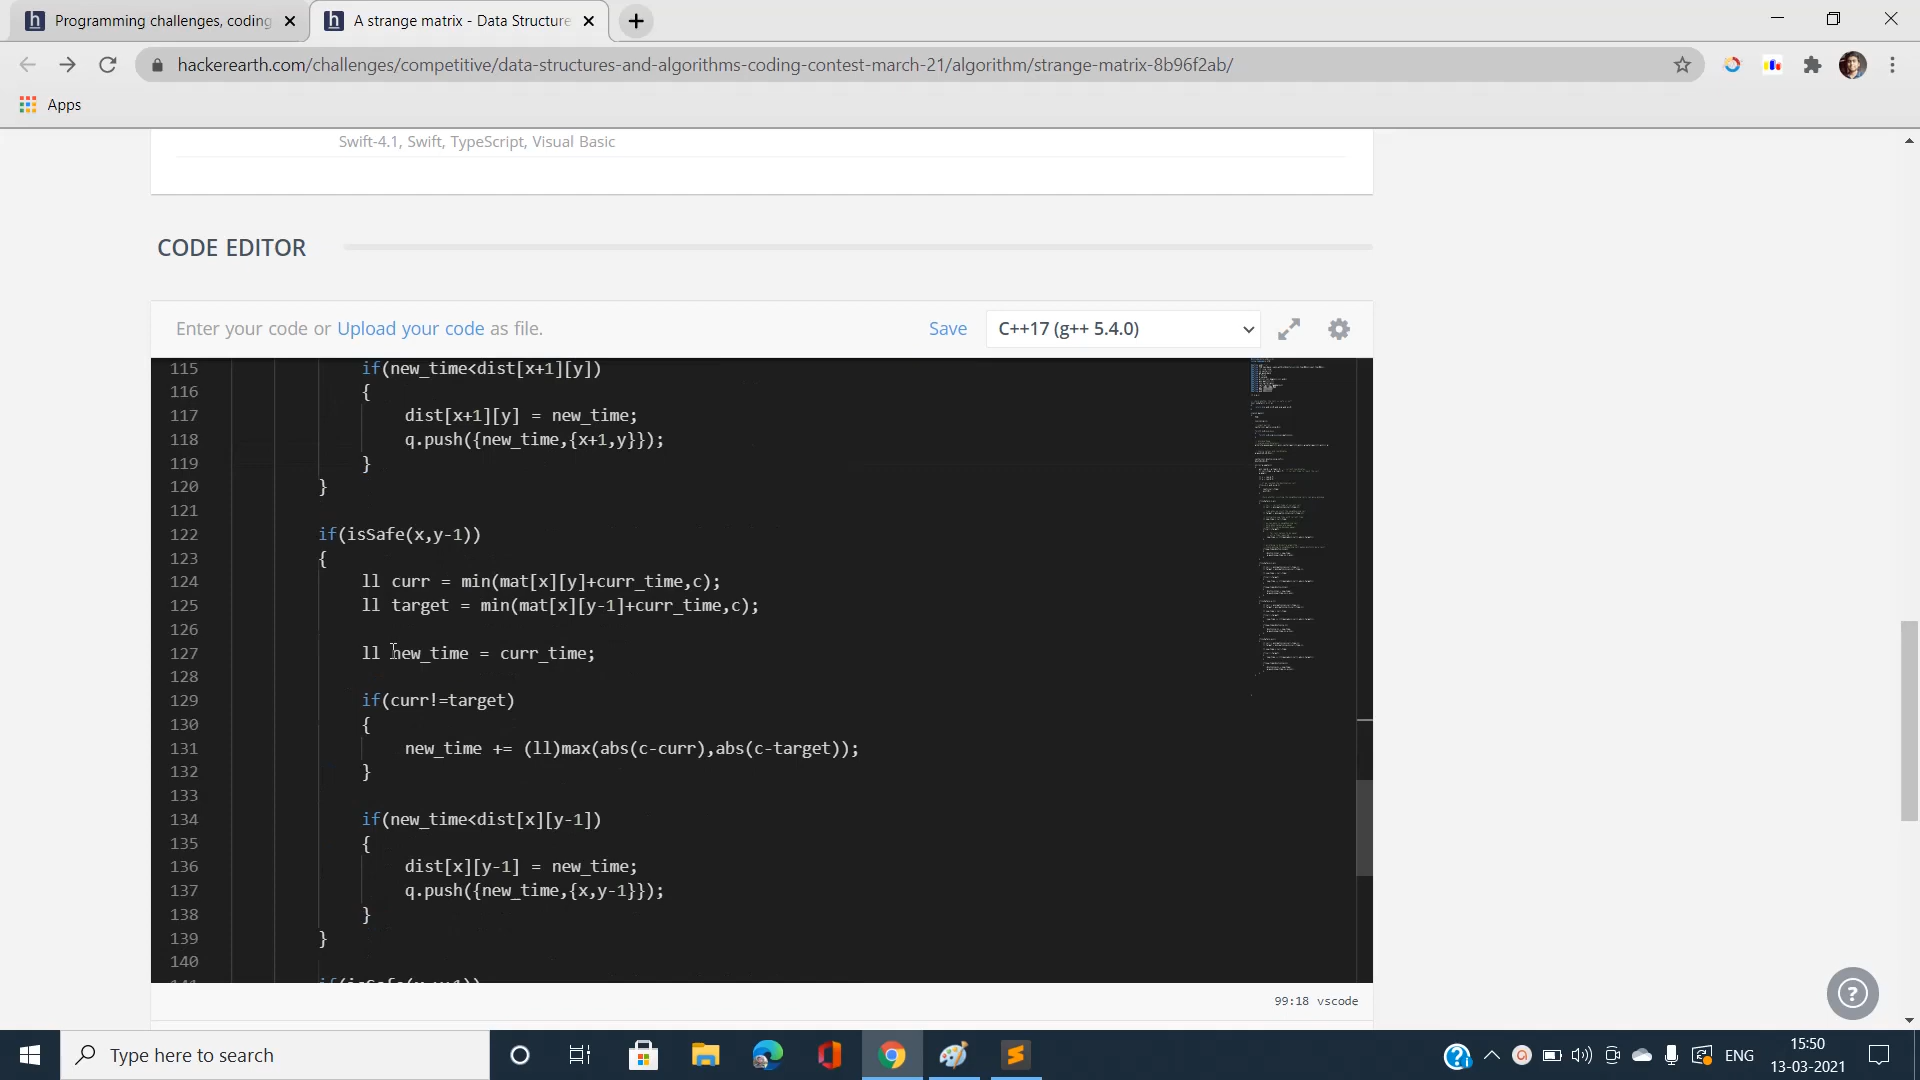 Programming challenges, coding
A strange matrix - Data Structure
hackerearth.com/challenges/competitive/data-structures-and-algorithms-coding-contest-march-21/algorithm/strange-matrix-8b96f2ab/
Apps
Swift-4.1, Swift, TypeScript, Visual Basic
CODE EDITOR
Enter your code or Upload your code as file.
Save
C++17 (g++ 5.4.0)
115 if(new_time<dist[x+1][y])
116 {
117 dist[x+1][y] = new_time;
118 q.push({new_time,{x+1,y}});
119 }
120 }
121
122 if(isSafe(x,y-1))
123 {
124 ll curr = min(mat[x][y]+curr_time,c);
125 ll target = min(mat[x][y-1]+curr_time,c);
126
127 ll new_time = curr_time;
128
129 if(curr!=target)
130 {
131 new_time += (ll)max(abs(c-curr),abs(c-target));
132 }
133
134 if(new_time<dist[x][y-1])
135 {
136 dist[x][y-1] = new_time;
137 q.push({new_time,{x,y-1}});
138 }
139 }
140
99:18 vscode
Type here to search
ENG
15:50
13-03-2021